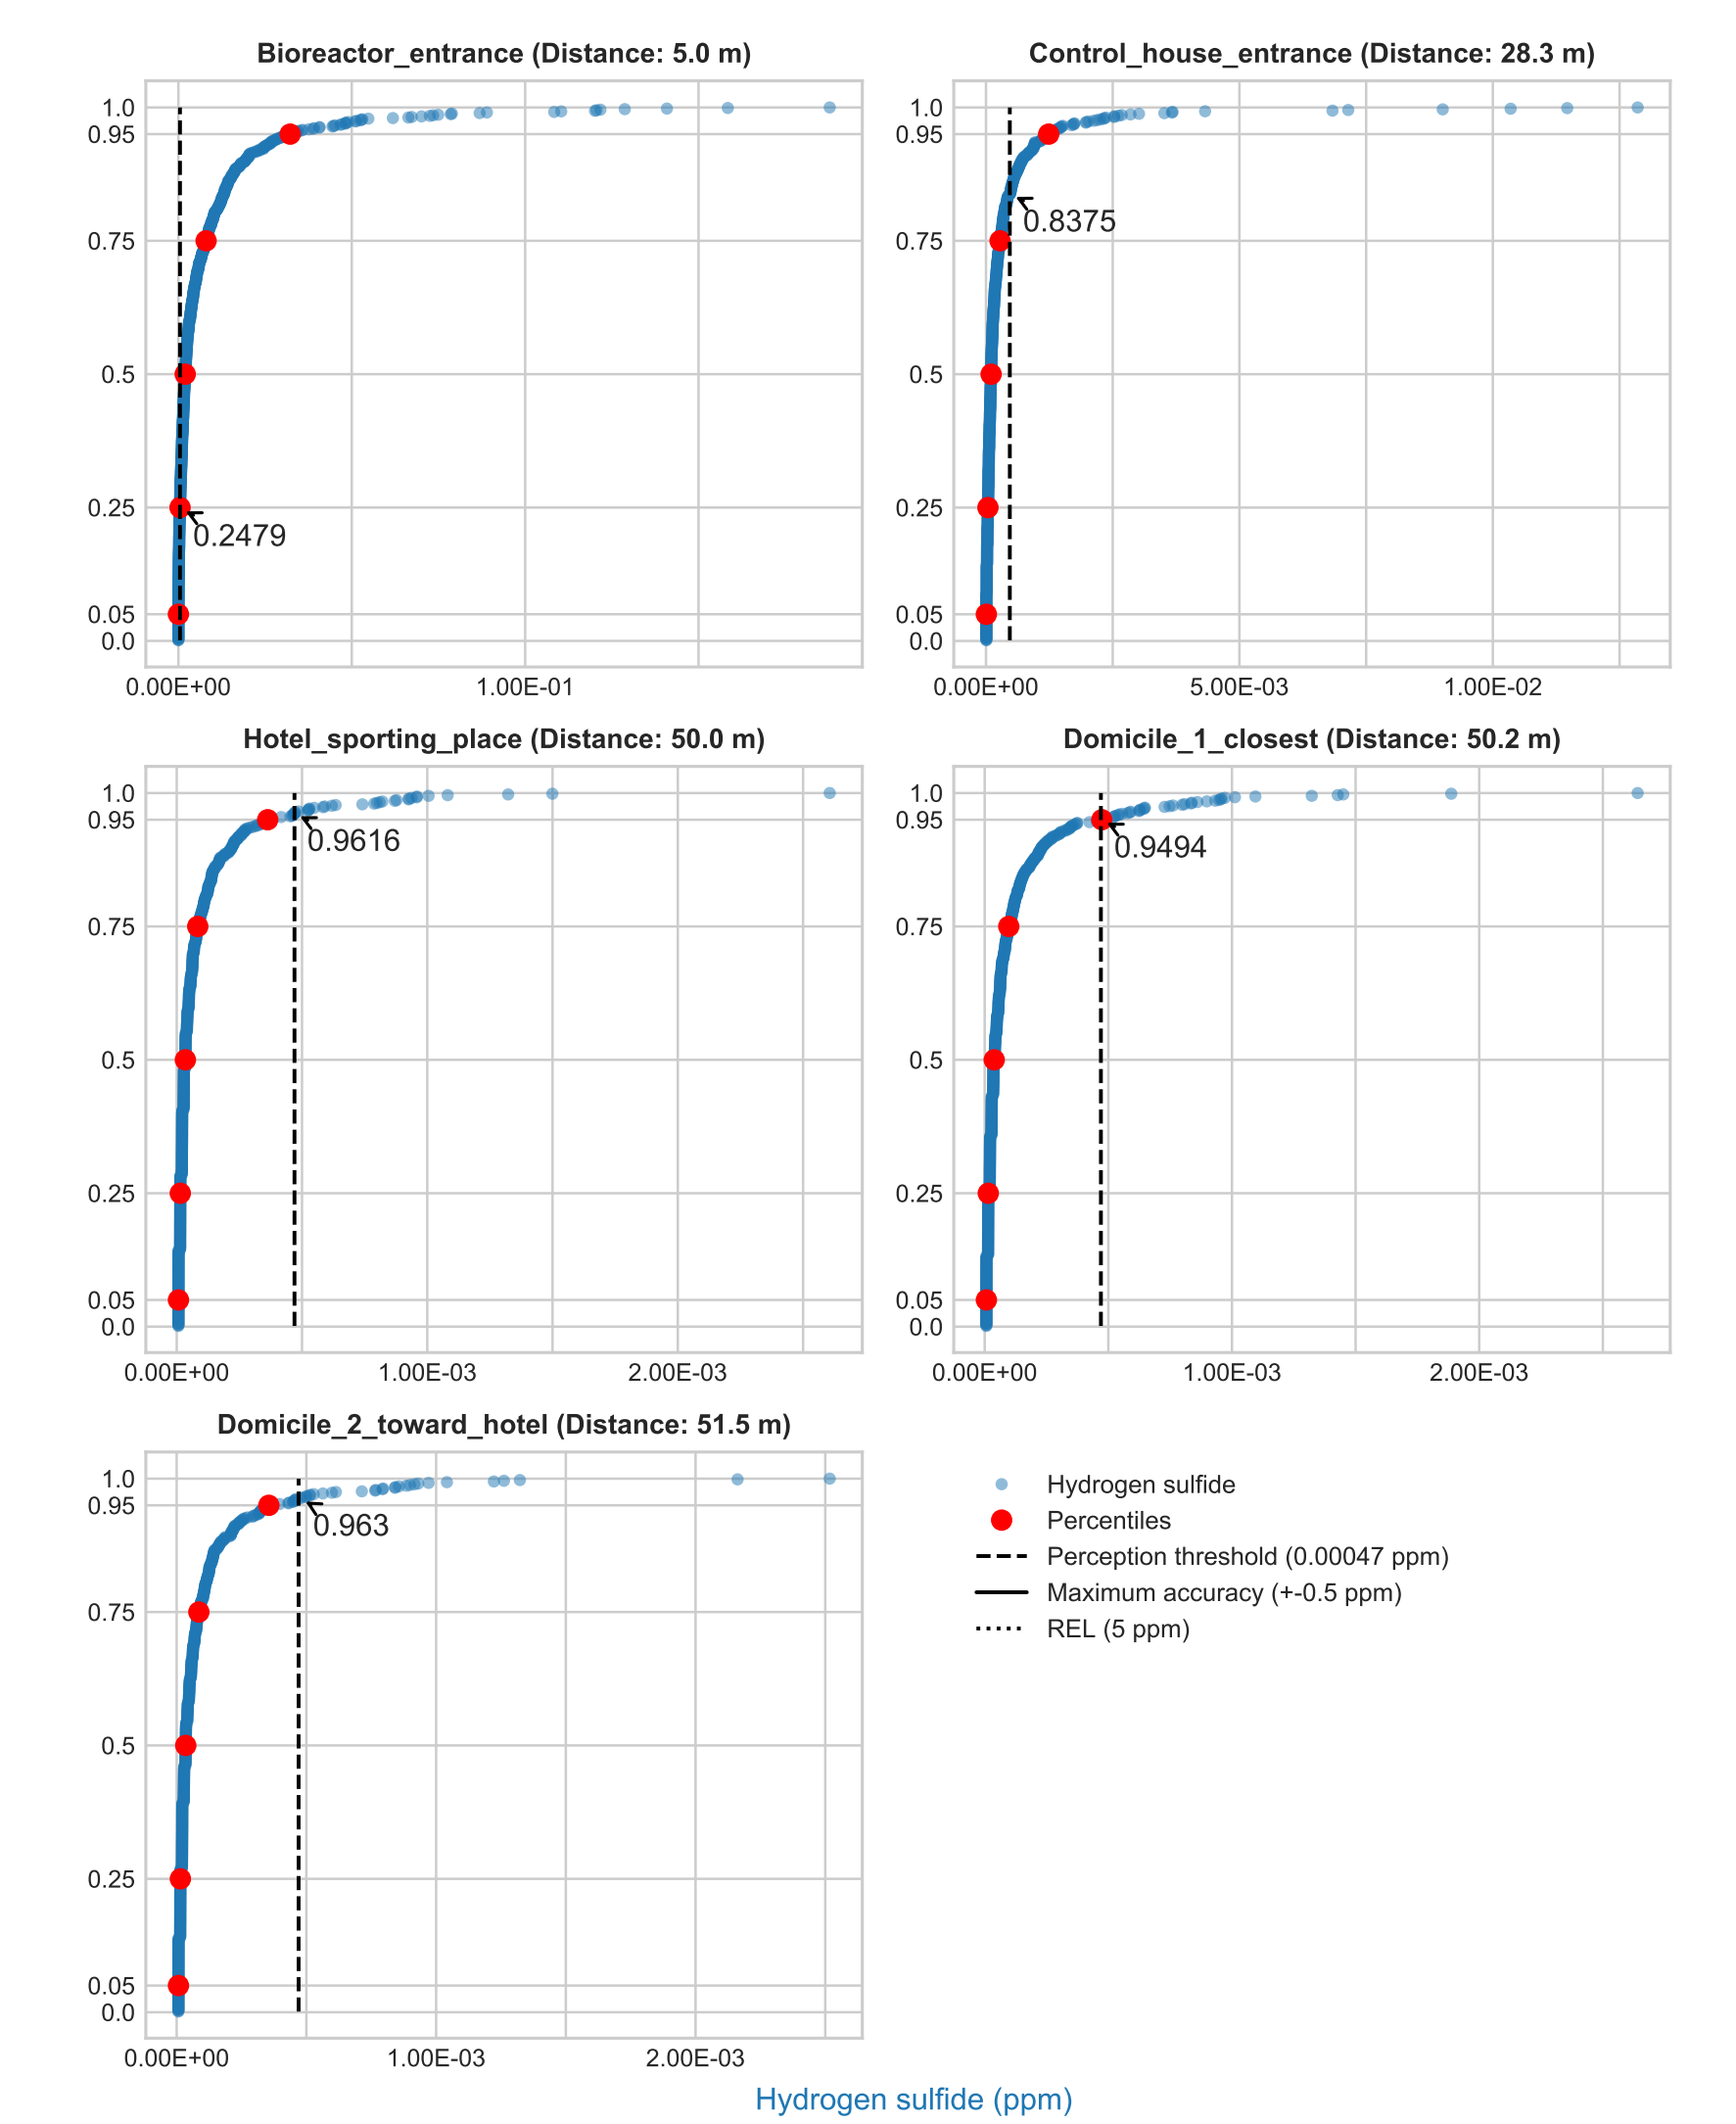 Bioreactor_entrance (Distance: 5.0 m)
1.0
0.95
0.75
0.5
0.25
0.05
0.0
0.2479
0.00E+00
1.00E-01
Control_house_entrance (Distance: 28.3 m)
1.0
0.95
0.75
0.5
0.25
0.05
0.0
0.8375
0.00E+00
5.00E-03
1.00E-02
Hotel_sporting_place (Distance: 50.0 m)
1.0
0.95
0.75
0.5
0.25
0.05
0.0
0.9616
0.00E+00
1.00E-03
2.00E-03
Domicile_1_closest (Distance: 50.2 m)
1.0
0.95
0.75
0.5
0.25
0.05
0.0
0.9494
0.00E+00
1.00E-03
2.00E-03
Domicile_2_toward_hotel (Distance: 51.5 m)
1.0
0.95
0.75
0.5
0.25
0.05
0.0
0.963
0.00E+00
1.00E-03
2.00E-03
Hydrogen sulfide
Percentiles
Perception threshold (0.00047 ppm)
Maximum accuracy (+-0.5 ppm)
REL (5 ppm)
Hydrogen sulfide (ppm)